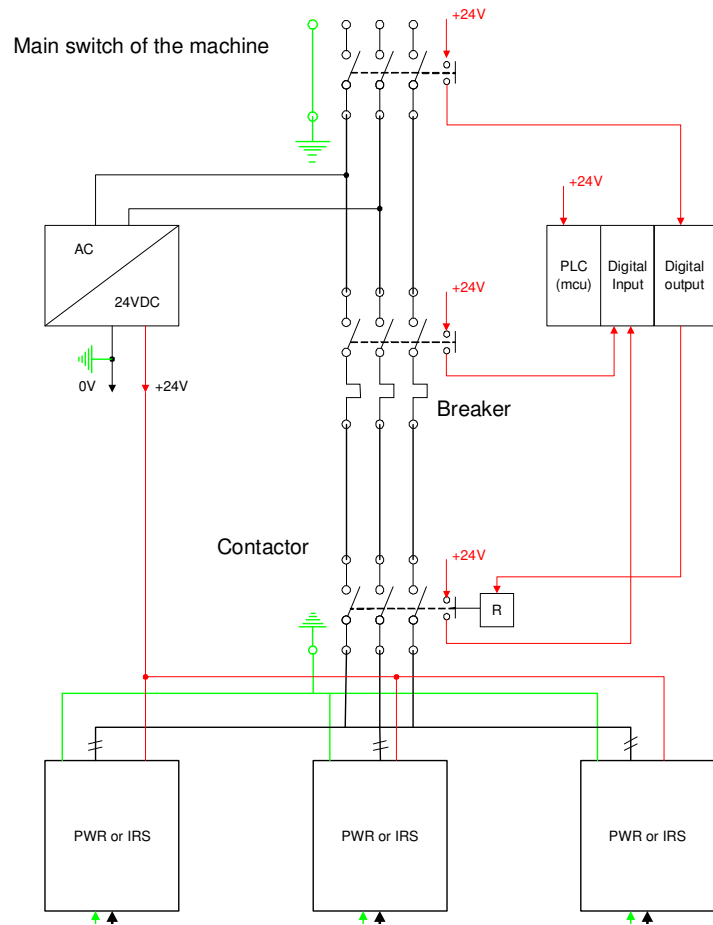 +24V
Main switch of the machine
+24V
AC
24VDC
PLC
(mcu)
Digital
Input
Digital
output
+24V
0V
+24V
Breaker
Contactor
+24V
R
PWR or IRS
PWR or IRS
PWR or IRS